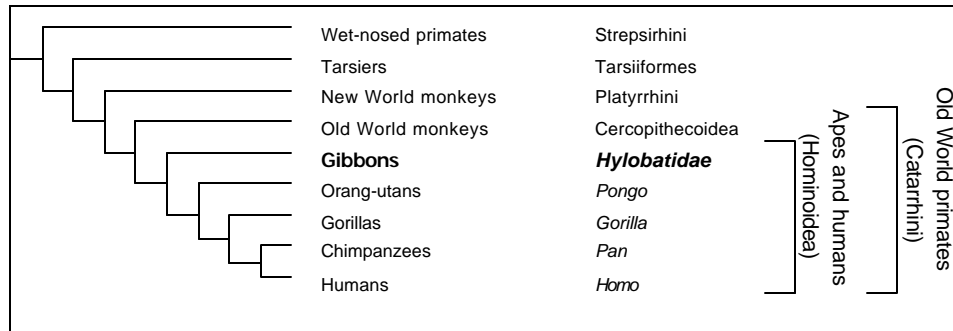 Wet-nosed primates Strepsirhini
Tarsiers Tarsiiformes
New World monkeys Platyrrhini
Old World monkeys Cercopithecoidea
Gibbons Hylobatidae
Orang-utans Pongo
Gorillas Gorilla
Chimpanzees Pan
Humans Homo
Apes and humans
(Hominoidea)
Old World primates
(Catarrhini)